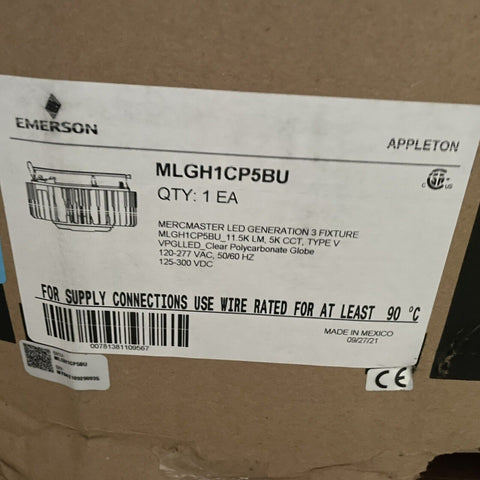 EMERSON
APPLETON
MLGH1CP5BU
QTY: 1 EA
MERCMASTER LED GENERATION 3 FIXTURE
MLGH1CP5BU_11.5K LM, 5K CCT, TYPE V
VPGLLED_Clear Polycarbonate Globe
120-277 VAC, 50/60 HZ
125-300 VDC
FOR SUPPLY CONNECTIONS USE WIRE RATED FOR AT LEAST 90 °C
00781381109567
MADE IN MEXICO
09/27/21
MLGH1CP5BU
CE